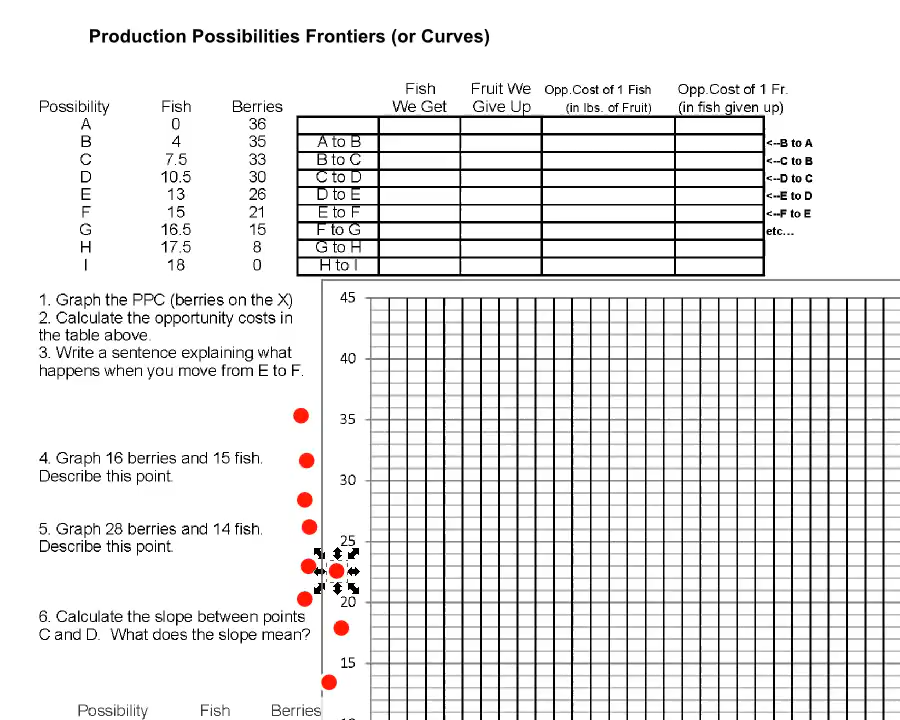 Production Possibilities Frontiers (or Curves)
Fish Fruit We Opp.Cost of 1 Fish Opp.Cost of 1 Fr.
Possibility Fish Berries We Get Give Up (in lbs. of Fruit) (in fish given up)
A 0 36
B 4 35 A to B <--B to A
C 7.5 33 B to C <--C to B
D 10.5 30 C to D <--D to C
E 13 26 D to E <--E to D
F 15 21 E to F <--F to E
G 16.5 15 F to G etc...
H 17.5 8 G to H
I 18 0 H to I
1. Graph the PPC (berries on the X)
2. Calculate the opportunity costs in
the table above.
3. Write a sentence explaining what
happens when you move from E to F.
4. Graph 16 berries and 15 fish.
Describe this point.
5. Graph 28 berries and 14 fish.
Describe this point.
6. Calculate the slope between points
C and D. What does the slope mean?
Possibility Fish Berries
45
40
35
30
25
20
15